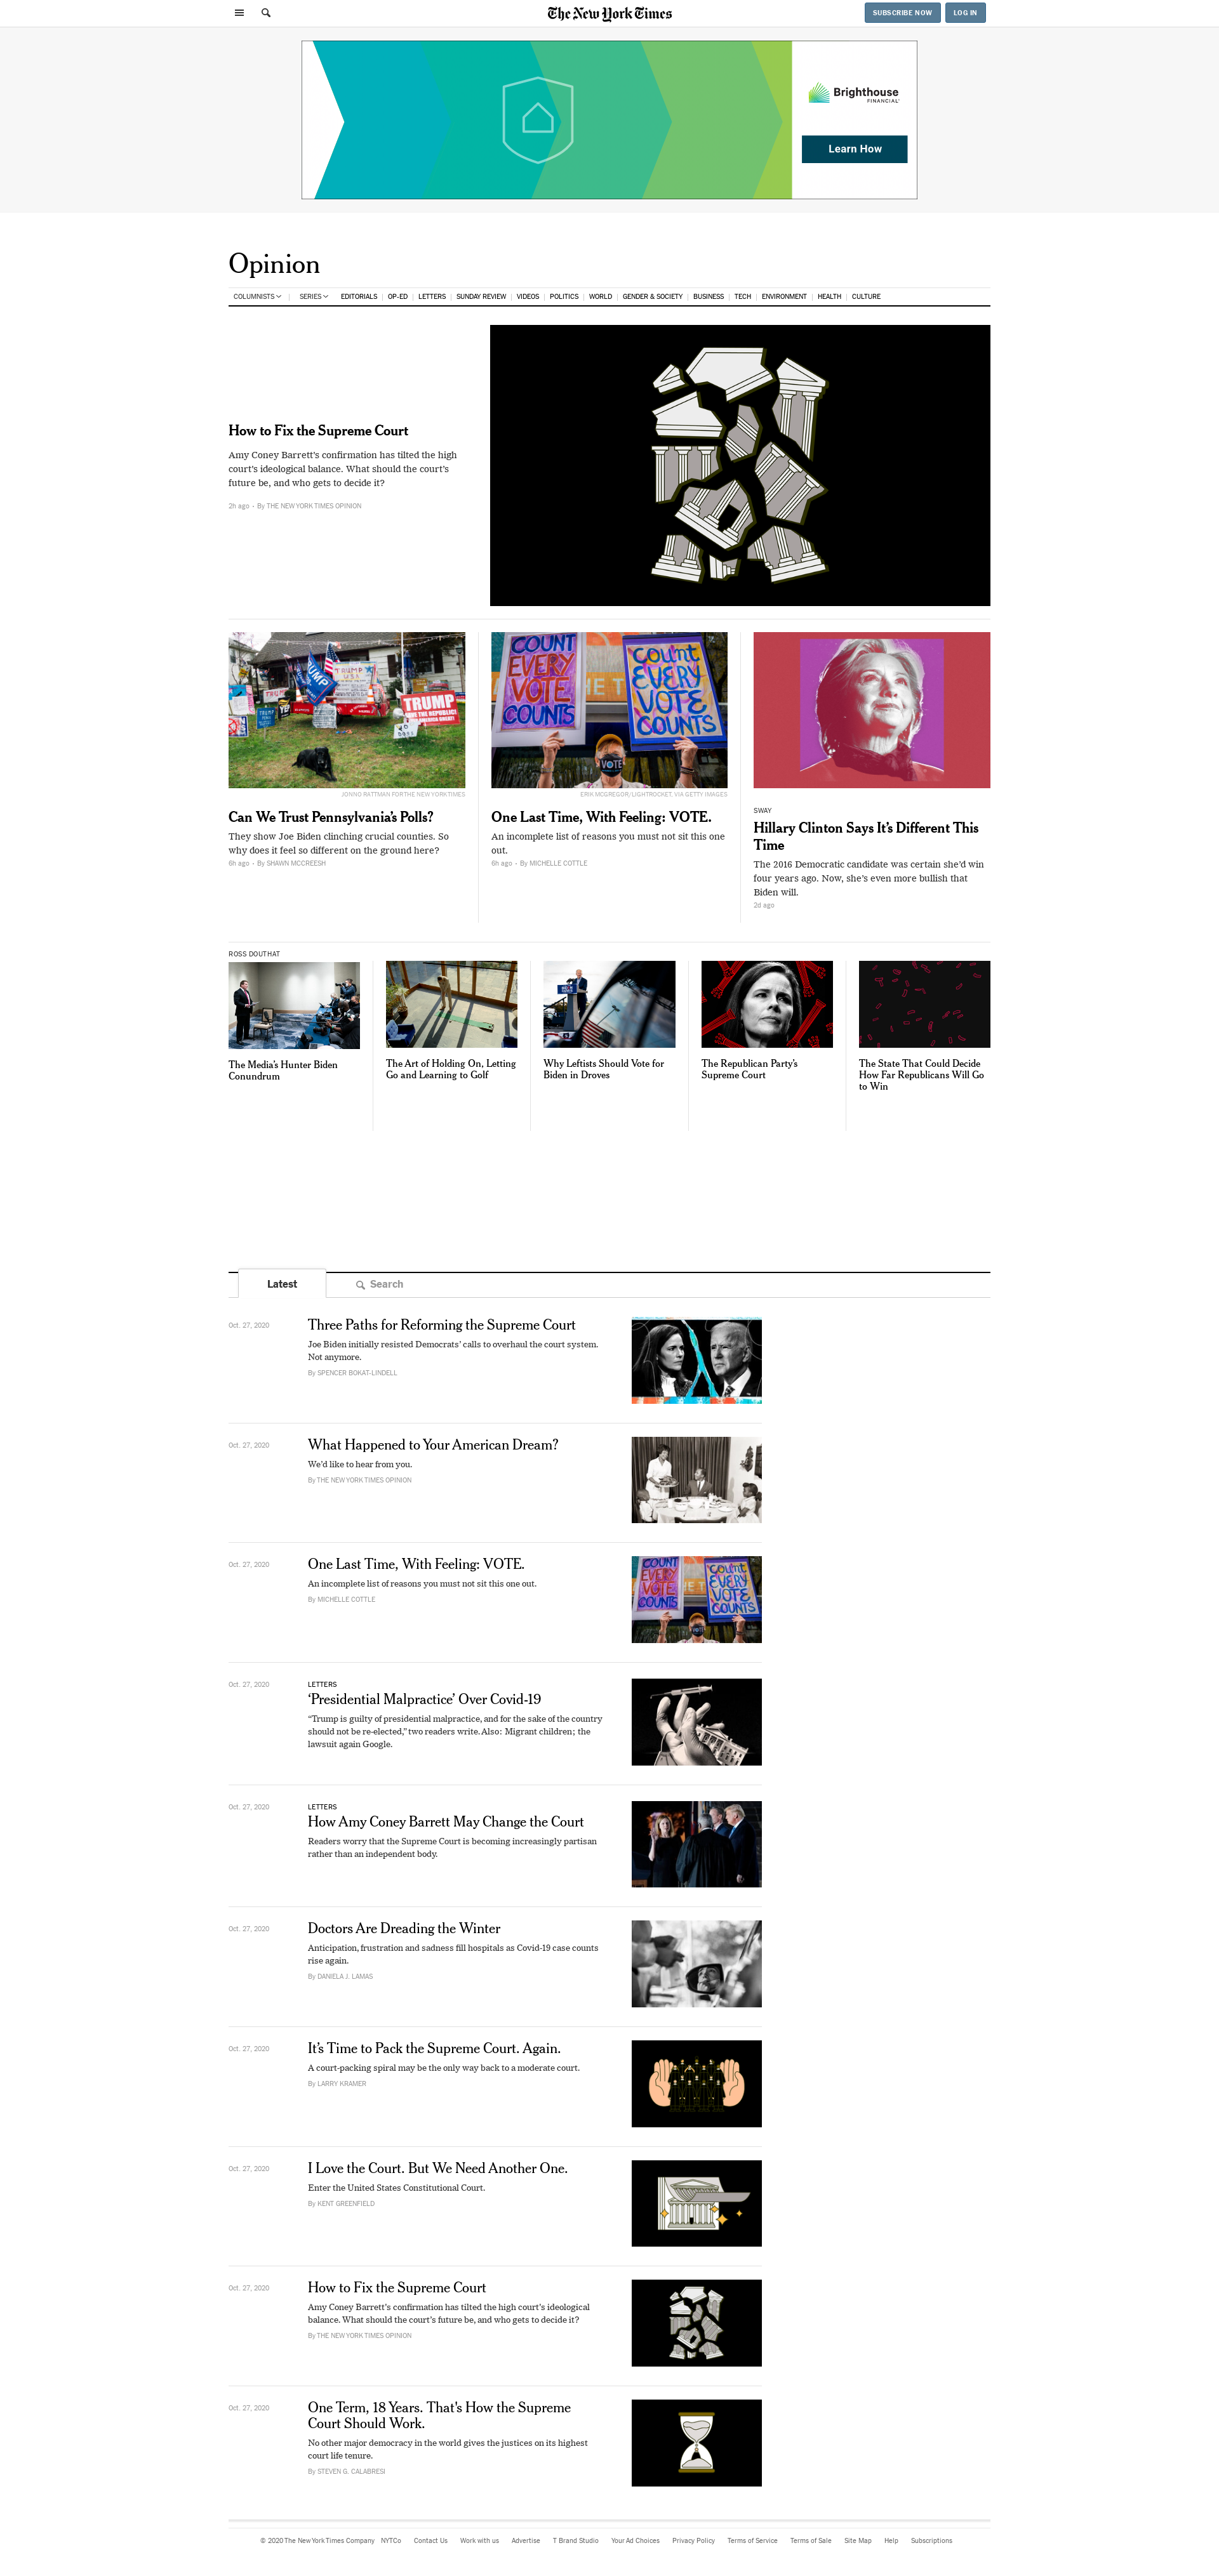 The New York Times
SUBSCRIBE NOW
LOG IN
Brighthouse
FINANCIAL
Learn How
Opinion
COLUMNISTS SERIES EDITORIALS OP-ED LETTERS SUNDAY REVIEW VIDEOS POLITICS WORLD GENDER & SOCIETY BUSINESS TECH ENVIRONMENT HEALTH CULTURE
How to Fix the Supreme Court
Amy Coney Barrett's confirmation has tilted the high
court's ideological balance. What should the court's
future be, and who gets to decide it?
2h ago · By THE NEW YORK TIMES OPINION
TRUMP
TRUMP
COUNT
EVERY
VOTE
COUNTS
Count
EVERY
VOTE
COUNTS
VOTE
JONNO RATTMAN FOR THE NEW YORK TIMES
Can We Trust Pennsylvania's Polls?
They show Joe Biden clinching crucial counties. So
why does it feel so different on the ground here?
6h ago · By SHAWN MCCREESH
ERIK MCGREGOR/LIGHTROCKET, VIA GETTY IMAGES
One Last Time, With Feeling: VOTE.
An incomplete list of reasons you must not sit this one
out.
6h ago · By MICHELLE COTTLE
SWAY
Hillary Clinton Says It's Different This
Time
The 2016 Democratic candidate was certain she'd win
four years ago. Now, she's even more bullish that
Biden will.
2d ago
ROSS DOUTHAT
The Media's Hunter Biden
Conundrum
The Art of Holding On, Letting
Go and Learning to Golf
Why Leftists Should Vote for
Biden in Droves
The Republican Party's
Supreme Court
The State That Could Decide
How Far Republicans Will Go
to Win
Latest
Search
Oct. 27, 2020
Three Paths for Reforming the Supreme Court
Joe Biden initially resisted Democrats' calls to overhaul the court system.
Not anymore.
By SPENCER BOKAT-LINDELL
Oct. 27, 2020
What Happened to Your American Dream?
We'd like to hear from you.
By THE NEW YORK TIMES OPINION
Oct. 27, 2020
One Last Time, With Feeling: VOTE.
An incomplete list of reasons you must not sit this one out.
By MICHELLE COTTLE
COUNT
EVERY
VOTE
COUNTS
Count
EVERY
VOTE
COUNTS
Oct. 27, 2020
LETTERS
‘Presidential Malpractice’ Over Covid-19
“Trump is guilty of presidential malpractice, and for the sake of the country
should not be re-elected,” two readers write. Also: Migrant children; the
lawsuit again Google.
Oct. 27, 2020
LETTERS
How Amy Coney Barrett May Change the Court
Readers worry that the Supreme Court is becoming increasingly partisan
rather than an independent body.
Oct. 27, 2020
Doctors Are Dreading the Winter
Anticipation, frustration and sadness fill hospitals as Covid-19 case counts
rise again.
By DANIELA J. LAMAS
Oct. 27, 2020
It's Time to Pack the Supreme Court. Again.
A court-packing spiral may be the only way back to a moderate court.
By LARRY KRAMER
Oct. 27, 2020
I Love the Court. But We Need Another One.
Enter the United States Constitutional Court.
By KENT GREENFIELD
Oct. 27, 2020
How to Fix the Supreme Court
Amy Coney Barrett's confirmation has tilted the high court's ideological
balance. What should the court's future be, and who gets to decide it?
By THE NEW YORK TIMES OPINION
Oct. 27, 2020
One Term, 18 Years. That's How the Supreme
Court Should Work.
No other major democracy in the world gives the justices on its highest
court life tenure.
By STEVEN G. CALABRESI
© 2020 The New York Times Company NYTCo Contact Us Work with us Advertise T Brand Studio Your Ad Choices Privacy Policy Terms of Service Terms of Sale Site Map Help Subscriptions